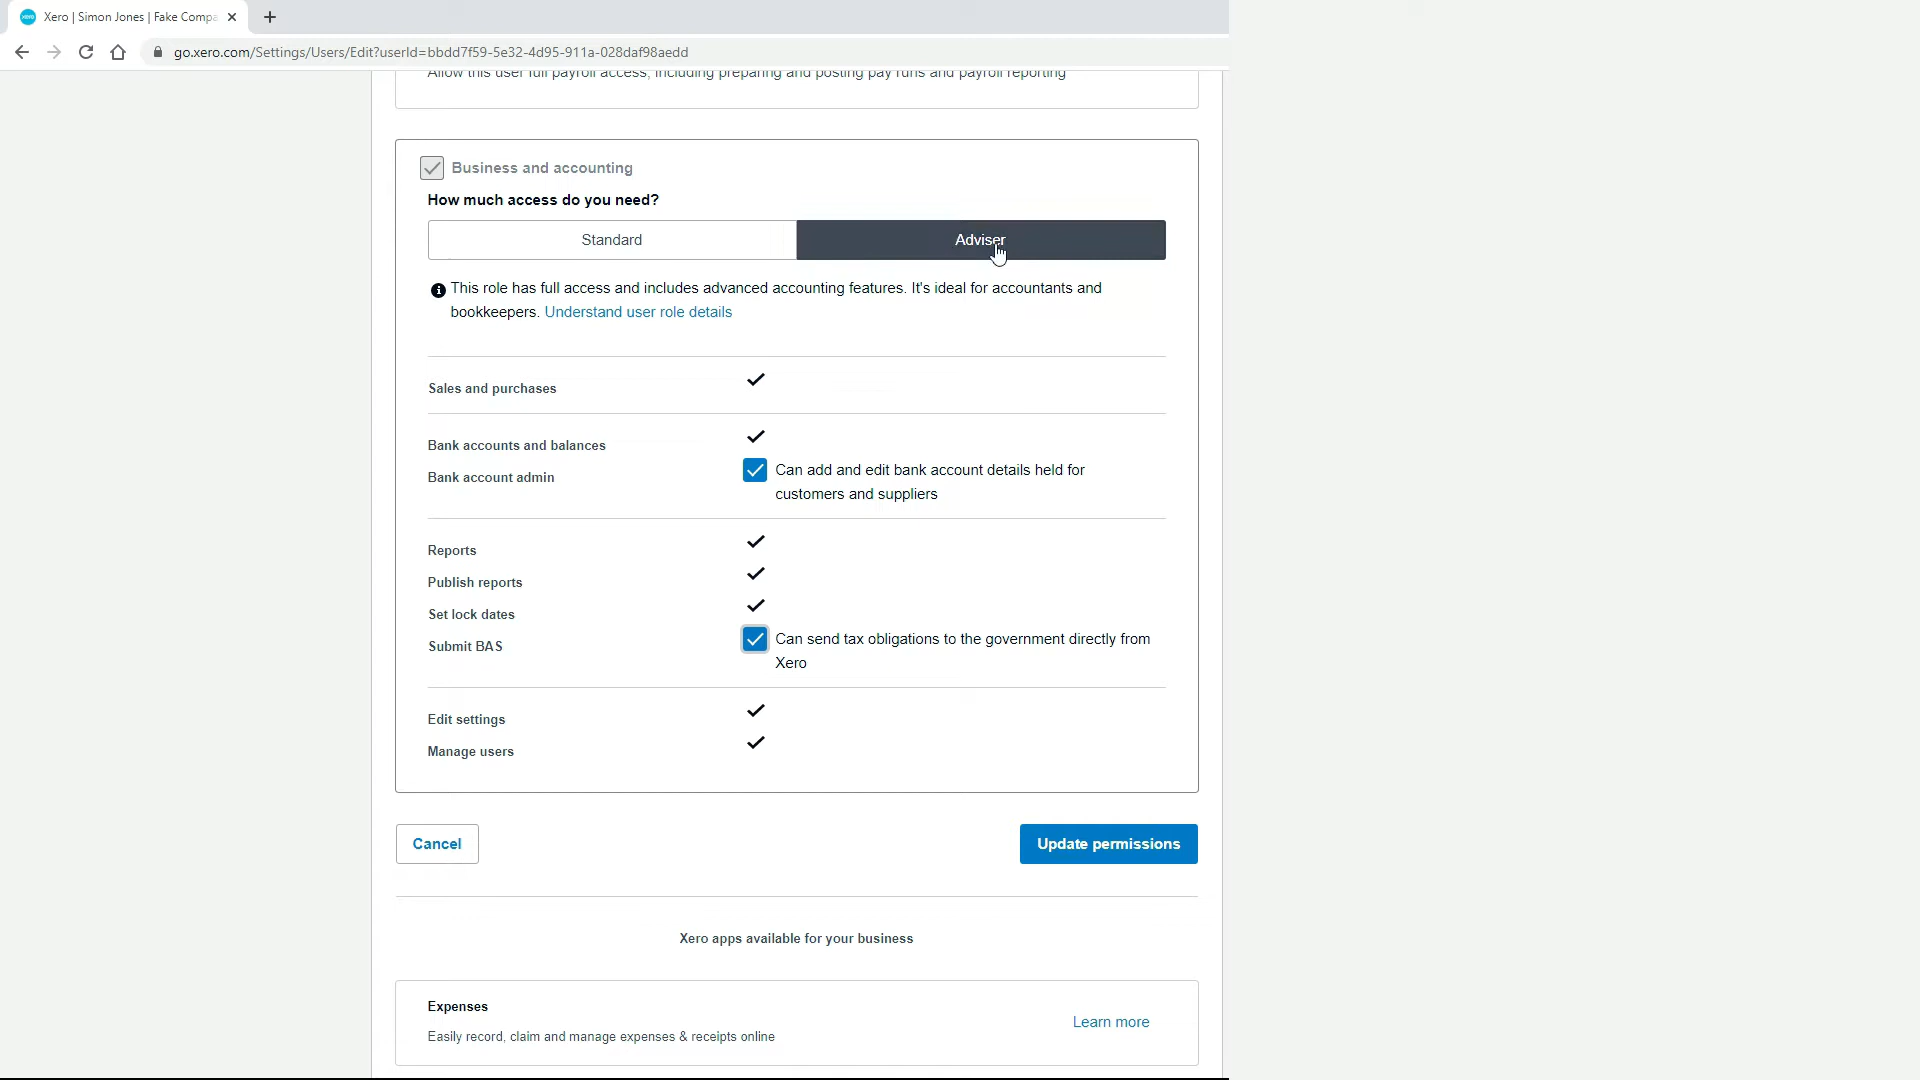 Xero | Simon Jones | Fake Compa
go.xero.com/Settings/Users/Edit?userId=bbdd7f59-5e32-4d95-911a-028daf98aedd
Allow this user full payroll access, including preparing and posting pay runs and payroll reporting
Business and accounting
How much access do you need?
Standard
Adviser
This role has full access and includes advanced accounting features. It's ideal for accountants and
bookkeepers. Understand user role details
Sales and purchases
Bank accounts and balances
Bank account admin
Can add and edit bank account details held for
customers and suppliers
Reports
Publish reports
Set lock dates
Submit BAS
Can send tax obligations to the government directly from
Xero
Edit settings
Manage users
Cancel
Update permissions
Xero apps available for your business
Expenses
Easily record, claim and manage expenses & receipts online
Learn more